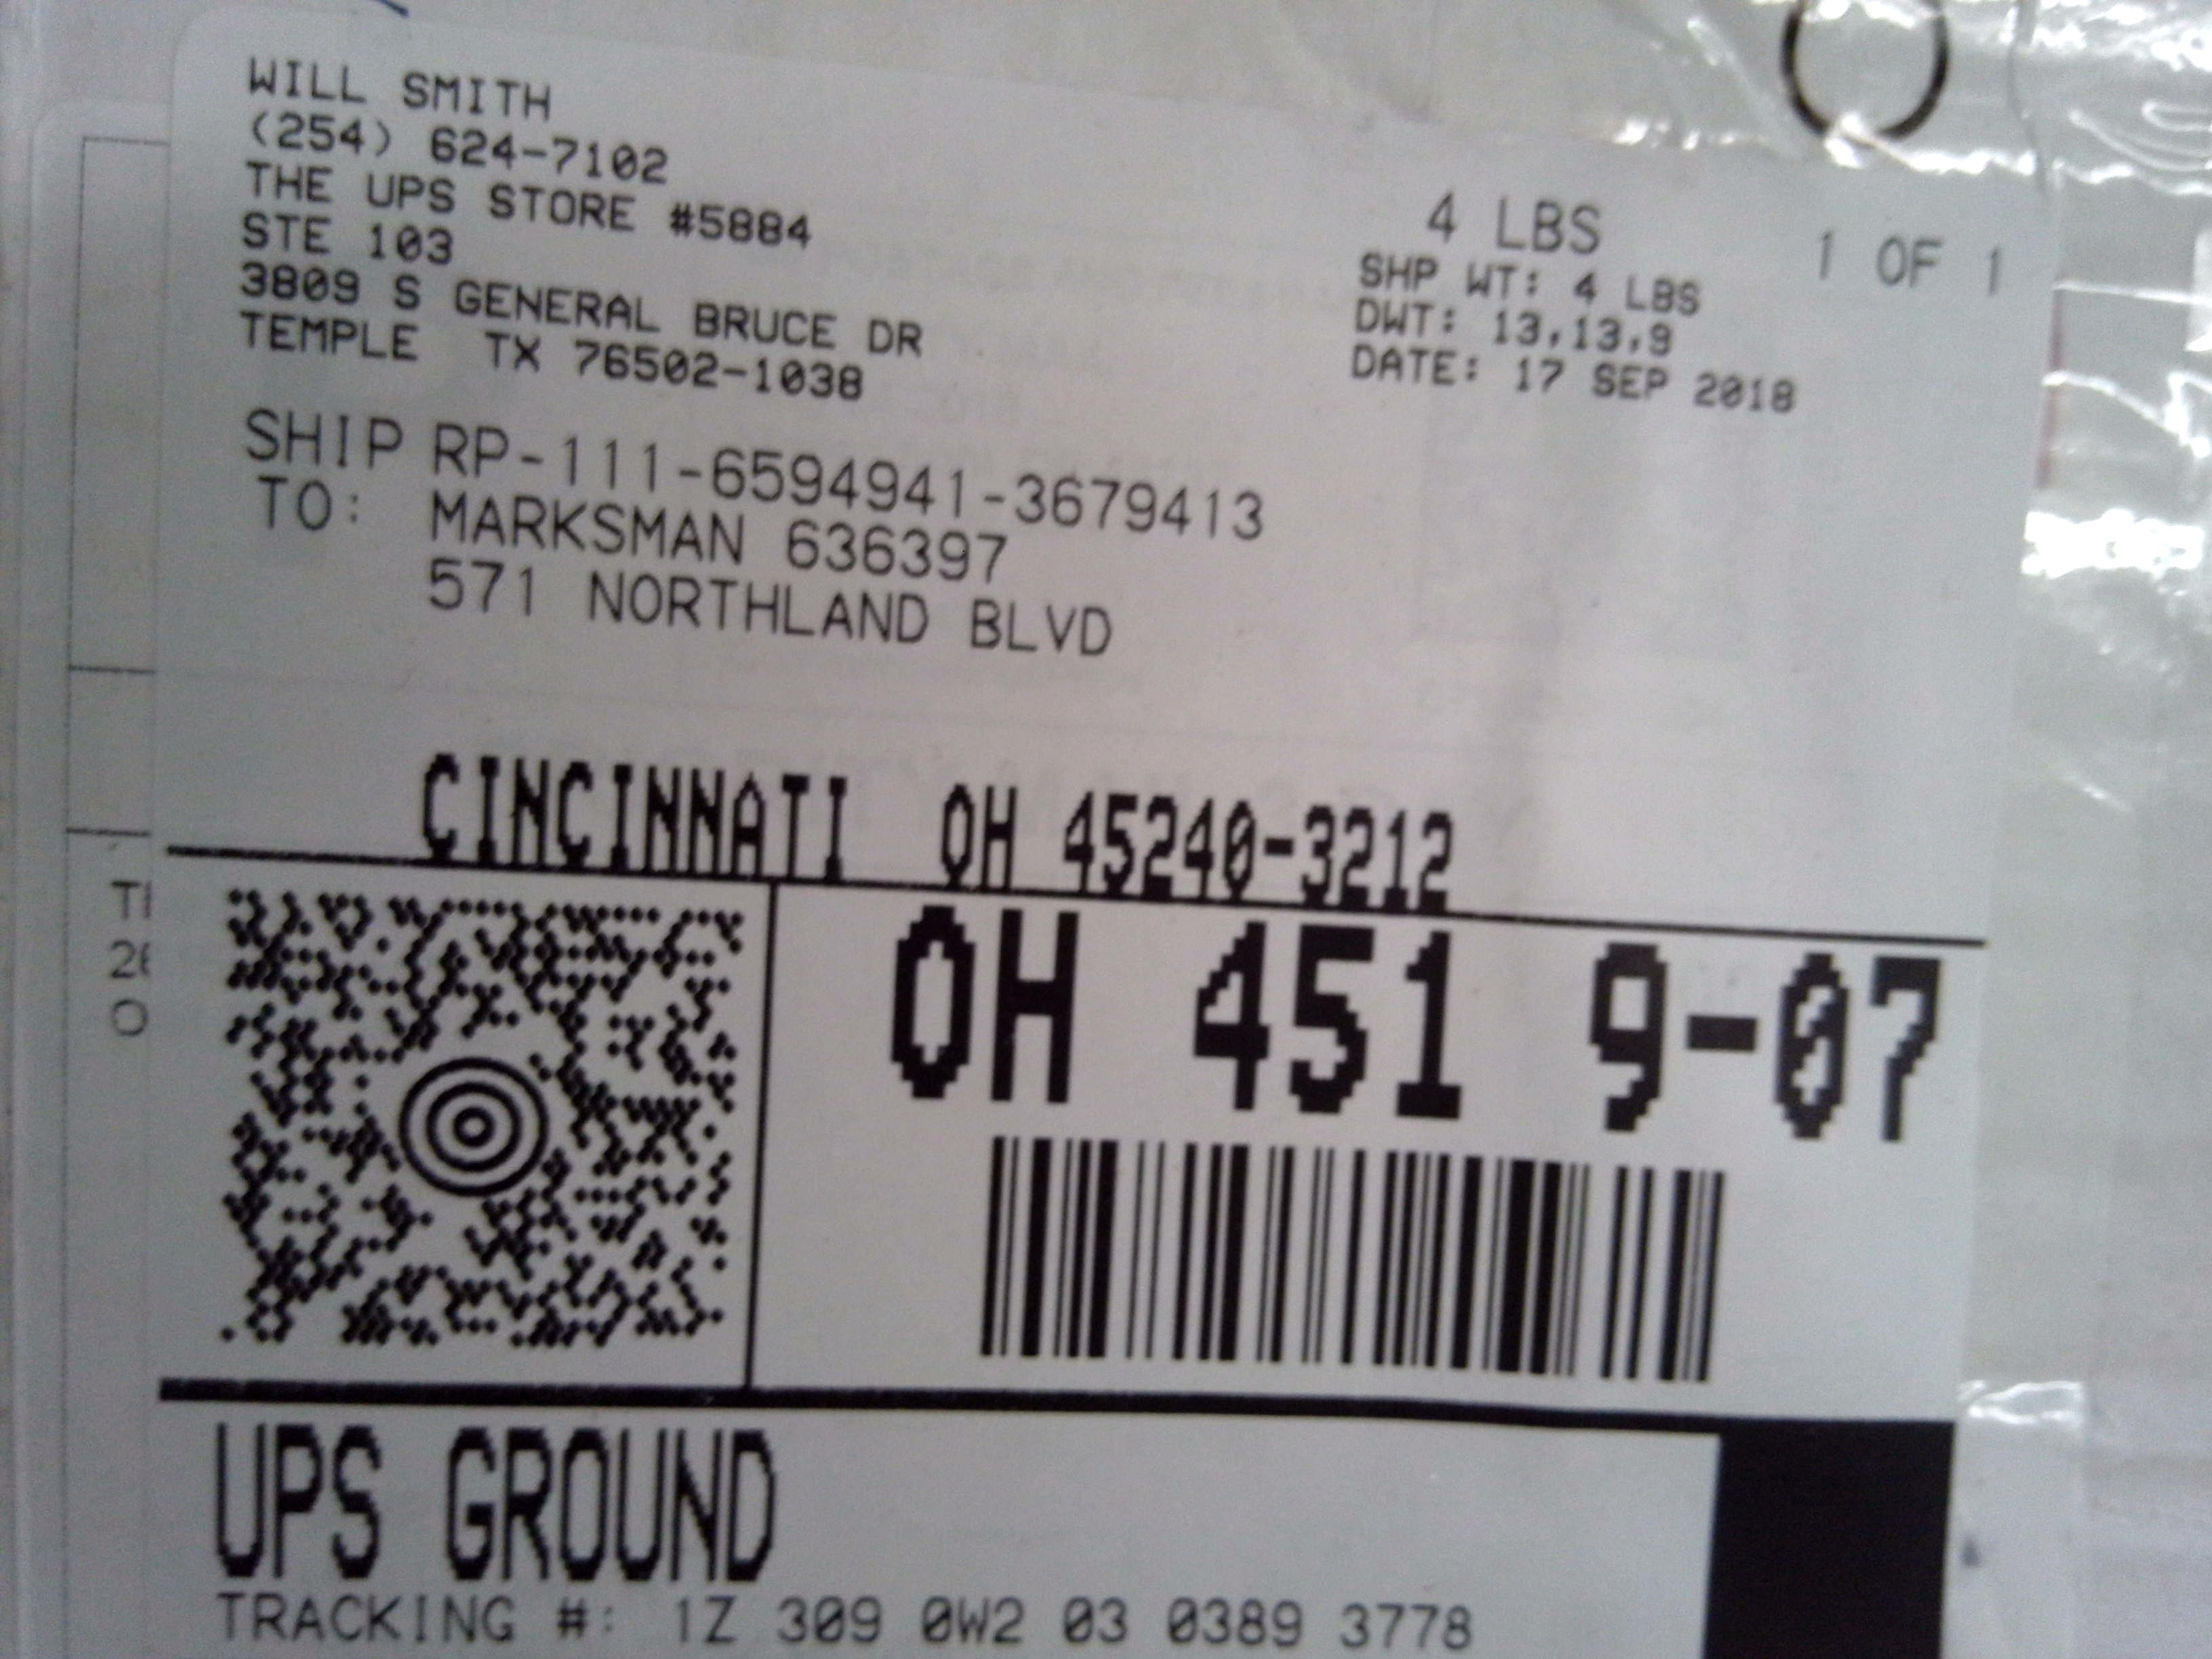 WILL SMITH
(254) 624-7102
THE UPS STORE #5884
STE 103
3809 S GENERAL BRUCE DR
TEMPLE TX 76502-1038
4 LBS
1 OF 1
SHP WT: 4 LBS
DWT: 13,13,9
DATE: 17 SEP 2018
SHIP RP-111-6594941-3679413
TO: MARKSMAN 636397
571 NORTHLAND BLVD
CINCINNATI OH 45240-3212
OH 451 9-07
UPS GROUND
TRACKING #: 1Z 309 0W2 03 0389 3778